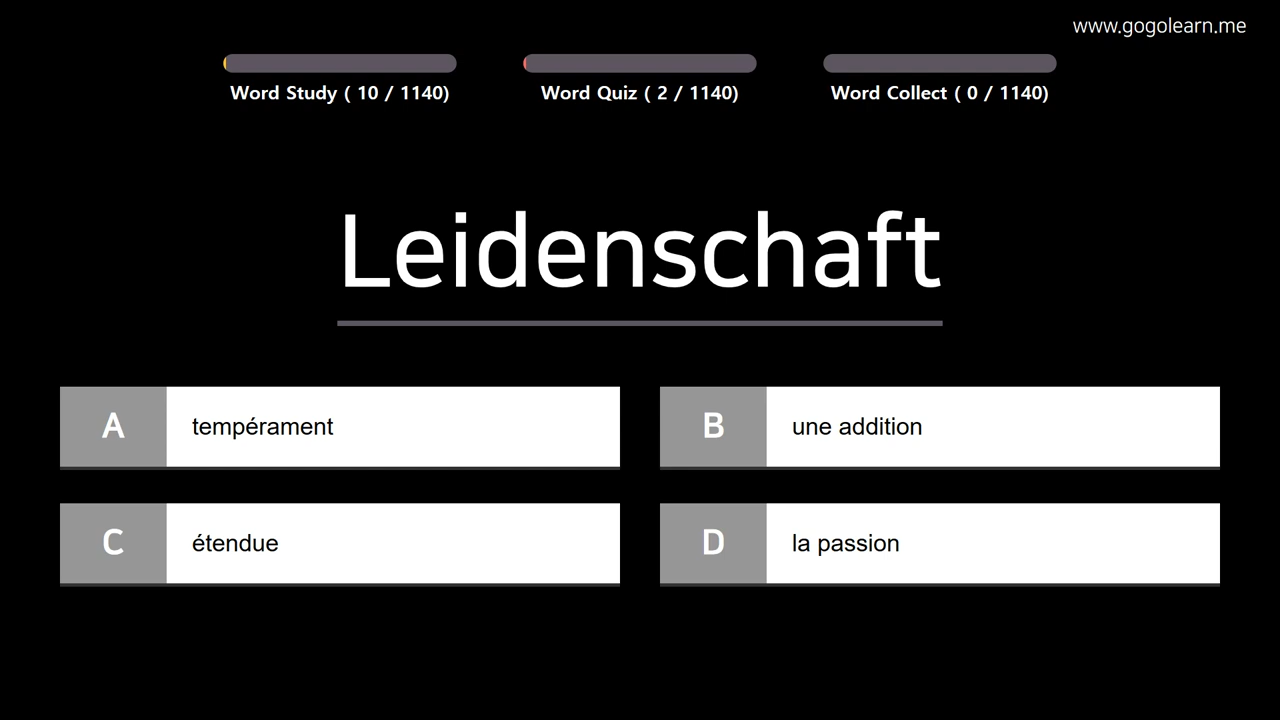 www.gogolearn.me
Word Study ( 10 / 1140)
Word Quiz ( 2 / 1140)
Word Collect ( 0 / 1140)
Leidenschaft
A tempérament
B une addition
C étendue
D la passion